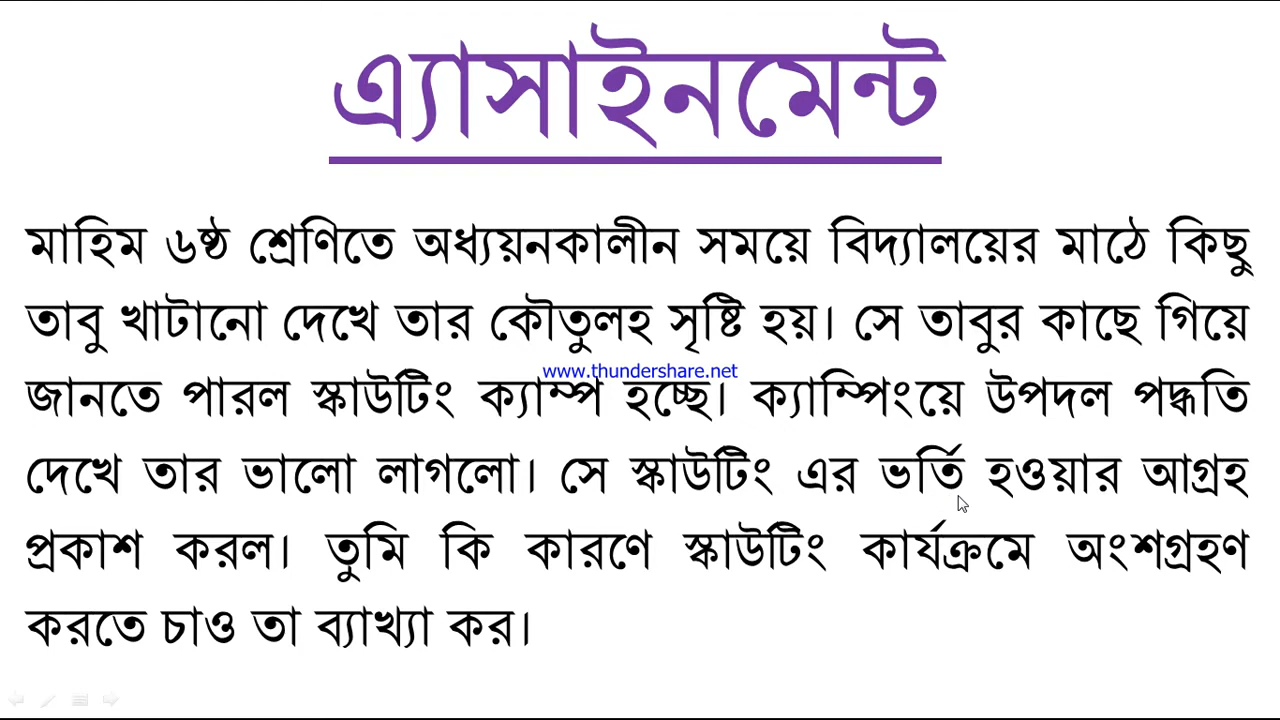 এ্যাসাইনমেন্ট
মাহিম ৬ষ্ঠ শ্রেণিতে অধ্যয়নকালীন সময়ে বিদ্যালয়ের মাঠে কিছু
তাবু খাটানো দেখে তার কৌতুলহ সৃষ্টি হয়। সে তাবুর কাছে গিয়ে
www.thundershare.net
জানতে পারল স্কাউটিং ক্যাম্প হচ্ছে। ক্যাম্পিংয়ে উপদল পদ্ধতি
দেখে তার ভালো লাগলো। সে স্কাউটিং এর ভর্তি হওয়ার আগ্রহ
প্রকাশ করল। তুমি কি কারণে স্কাউটিং কার্যক্রমে অংশগ্রহণ
করতে চাও তা ব্যাখ্যা কর।